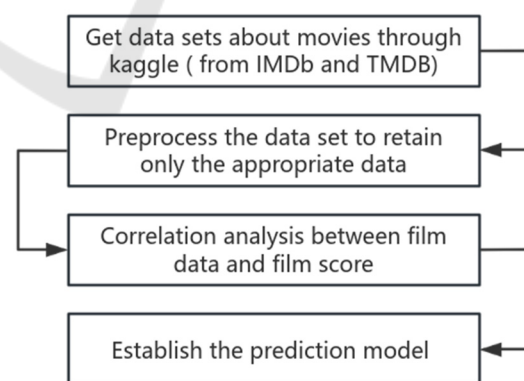 Get data sets about movies through
kaggle ( from IMDb and TMDB)
Preprocess the data set to retain
only the appropriate data
Correlation analysis between film
data and film score
Establish the prediction model